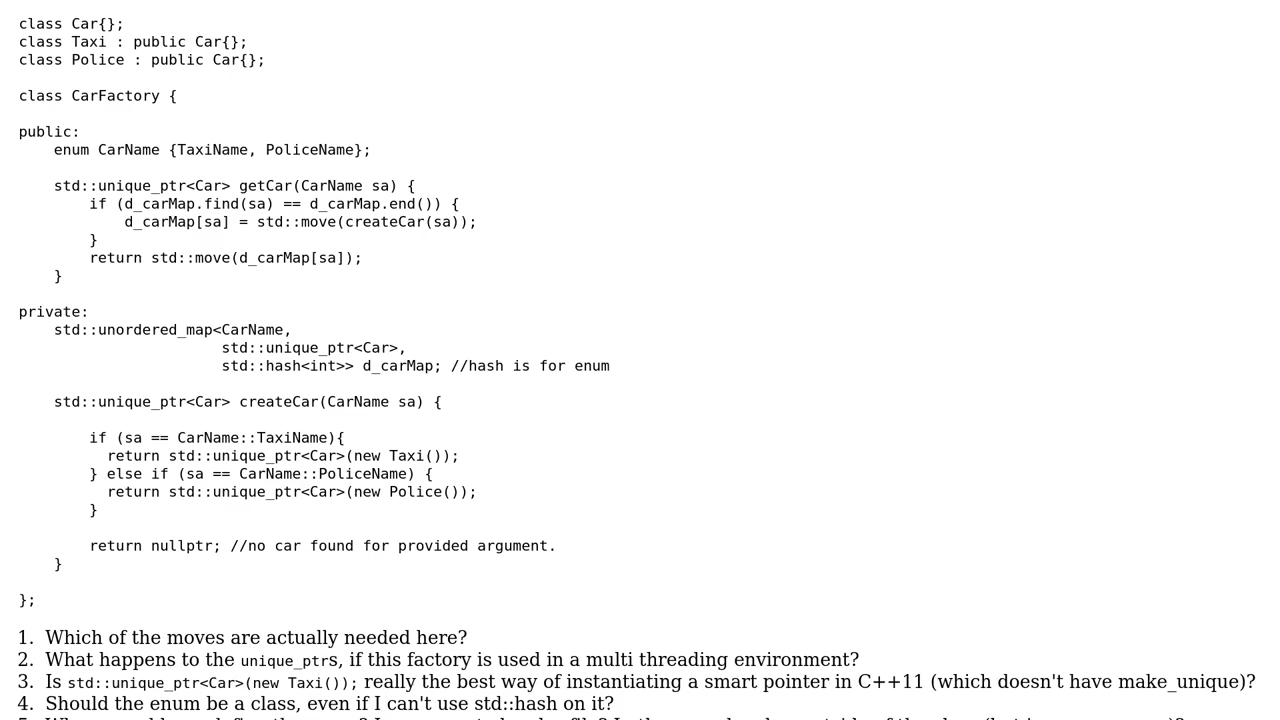 class Car{};
class Taxi : public Car{};
class Police : public Car{};

class CarFactory {

public:
    enum CarName {TaxiName, PoliceName};

    std::unique_ptr<Car> getCar(CarName sa) {
        if (d_carMap.find(sa) == d_carMap.end()) {
            d_carMap[sa] = std::move(createCar(sa));
        }
        return std::move(d_carMap[sa]);
    }

private:
    std::unordered_map<CarName,
                       std::unique_ptr<Car>,
                       std::hash<int>> d_carMap; //hash is for enum

    std::unique_ptr<Car> createCar(CarName sa) {

        if (sa == CarName::TaxiName){
          return std::unique_ptr<Car>(new Taxi());
        } else if (sa == CarName::PoliceName) {
          return std::unique_ptr<Car>(new Police());
        }

        return nullptr; //no car found for provided argument.
    }

};
1. Which of the moves are actually needed here?
2. What happens to the unique_ptrs, if this factory is used in a multi threading environment?
3. Is std::unique_ptr<Car>(new Taxi()); really the best way of instantiating a smart pointer in C++11 (which doesn't have make_unique)?
4. Should the enum be a class, even if I can't use std::hash on it?